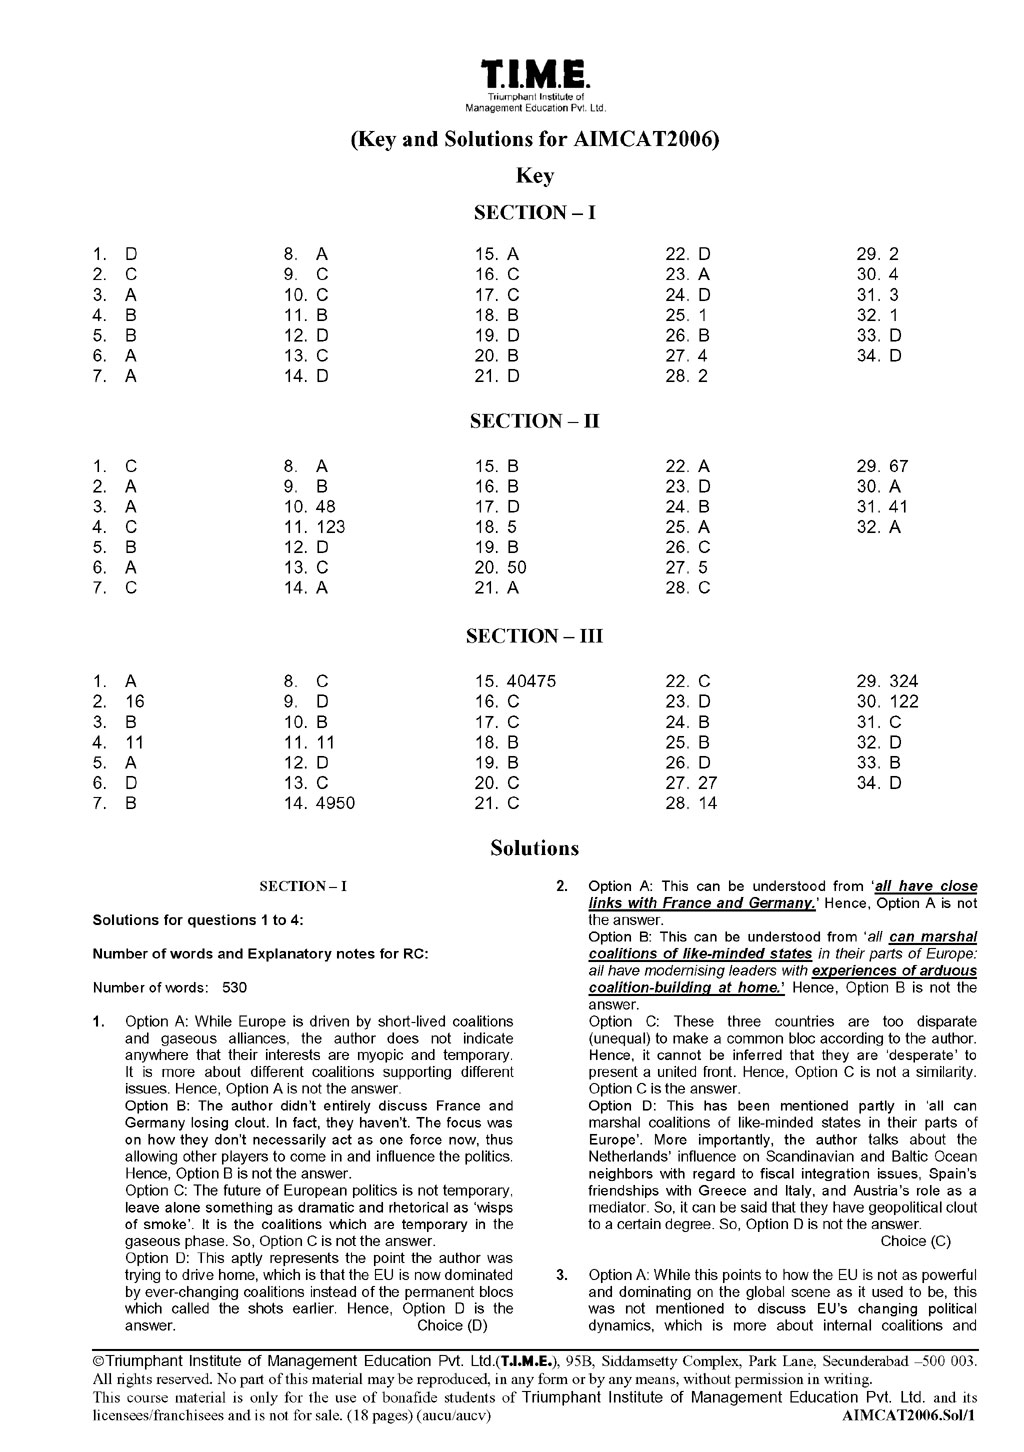 T.I.M.E.
Triumphant Institute of
Management Education Pvt. Ltd.
(Key and Solutions for AIMCAT2006)
Key
SECTION – I
1. D 8. A 15. A 22. D 29. 2
2. C 9. C 16. C 23. A 30. 4
3. A 10. C 17. C 24. D 31. 3
4. B 11. B 18. B 25. 1 32. 1
5. B 12. D 19. D 26. B 33. D
6. A 13. C 20. B 27. 4 34. D
7. A 14. D 21. D 28. 2
SECTION – II
1. C 8. A 15. B 22. A 29. 67
2. A 9. B 16. B 23. D 30. A
3. A 10. 48 17. D 24. B 31. 41
4. C 11. 123 18. 5 25. A 32. A
5. B 12. D 19. B 26. C
6. A 13. C 20. 50 27. 5
7. C 14. A 21. A 28. C
SECTION – III
1. A 8. C 15. 40475 22. C 29. 324
2. 16 9. D 16. C 23. D 30. 122
3. B 10. B 17. C 24. B 31. C
4. 11 11. 11 18. B 25. B 32. D
5. A 12. D 19. B 26. D 33. B
6. D 13. C 20. C 27. 27 34. D
7. B 14. 4950 21. C 28. 14
Solutions
SECTION – I
Solutions for questions 1 to 4:
Number of words and Explanatory notes for RC:
Number of words: 530
1. Option A: While Europe is driven by short-lived coalitions
and gaseous alliances, the author does not indicate
anywhere that their interests are myopic and temporary.
It is more about different coalitions supporting different
issues. Hence, Option A is not the answer.
Option B: The author didn't entirely discuss France and
Germany losing clout. In fact, they haven't. The focus was
on how they don't necessarily act as one force now, thus
allowing other players to come in and influence the politics.
Hence, Option B is not the answer.
Option C: The future of European politics is not temporary,
leave alone something as dramatic and rhetorical as 'wisps
of smoke'. It is the coalitions which are temporary in the
gaseous phase. So, Option C is not the answer.
Option D: This aptly represents the point the author was
trying to drive home, which is that the EU is now dominated
by ever-changing coalitions instead of the permanent blocs
which called the shots earlier. Hence, Option D is the
answer. Choice (D)
2. Option A: This can be understood from 'all have close
links with France and Germany.' Hence, Option A is not
the answer.
Option B: This can be understood from 'all can marshal
coalitions of like-minded states in their parts of Europe:
all have modernising leaders with experiences of arduous
coalition-building at home.' Hence, Option B is not the
answer.
Option C: These three countries are too disparate
(unequal) to make a common bloc according to the author.
Hence, it cannot be inferred that they are 'desperate' to
present a united front. Hence, Option C is not a similarity.
Option C is the answer.
Option D: This has been mentioned partly in 'all can
marshal coalitions of like-minded states in their parts of
Europe'. More importantly, the author talks about the
Netherlands' influence on Scandinavian and Baltic Ocean
neighbors with regard to fiscal integration issues, Spain's
friendships with Greece and Italy, and Austria's role as a
mediator. So, it can be said that they have geopolitical clout
to a certain degree. So, Option D is not the answer.
Choice (C)
3. Option A: While this points to how the EU is not as powerful
and dominating on the global scene as it used to be, this
was not mentioned to discuss EU's changing political
dynamics, which is more about internal coalitions and
©Triumphant Institute of Management Education Pvt. Ltd.(T.I.M.E.), 95B, Siddamsetty Complex, Park Lane, Secunderabad –500 003.
All rights reserved. No part of this material may be reproduced, in any form or by any means, without permission in writing.
This course material is only for the use of bonafide students of Triumphant Institute of Management Education Pvt. Ltd. and its
licensees/franchisees and is not for sale. (18 pages) (aucu/aucv) AIMCAT2006.Sol/1